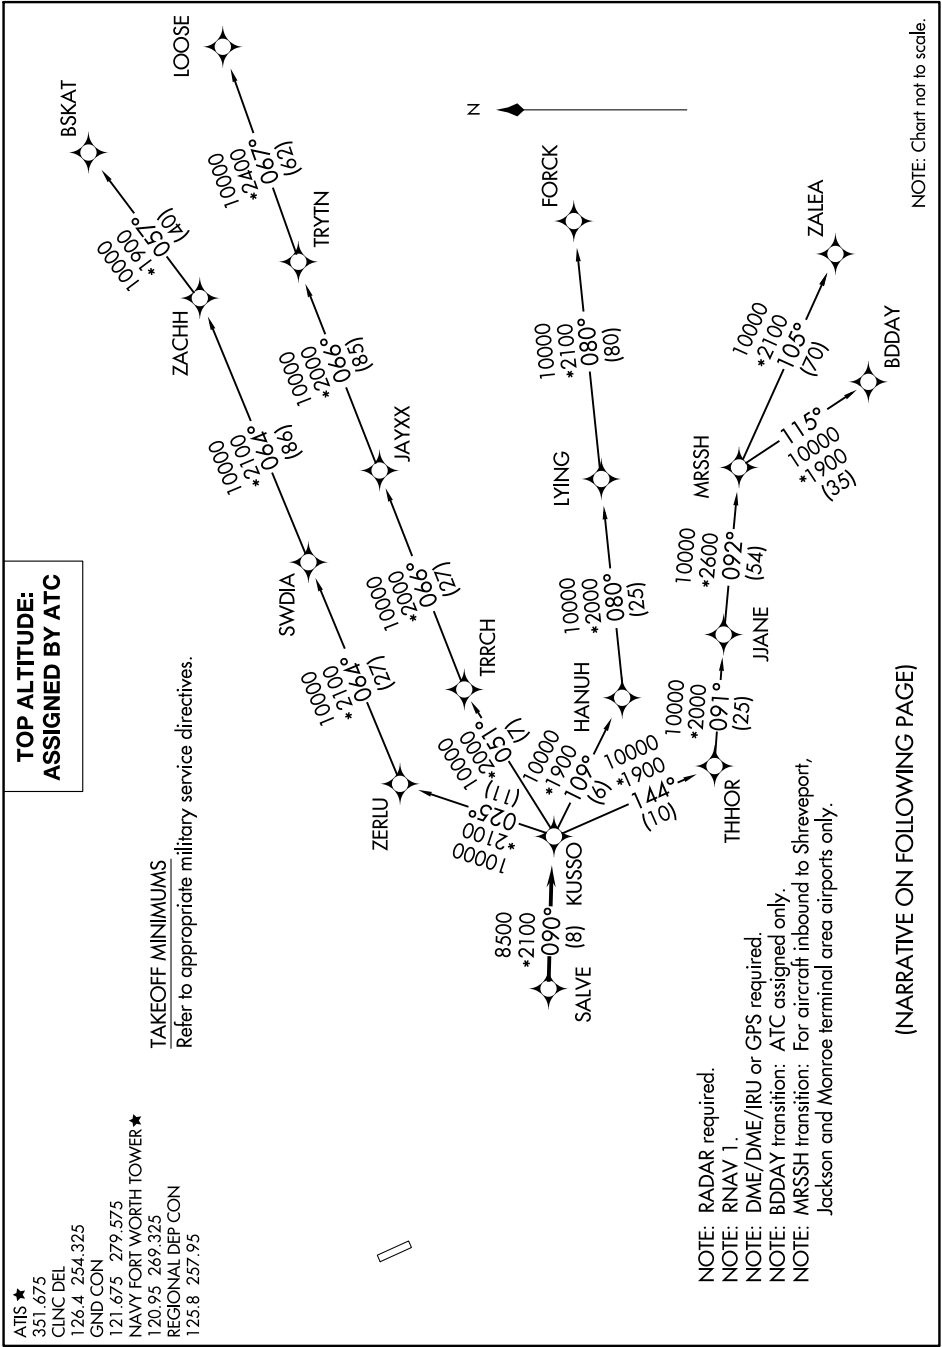 ATIS ★
351.675
CLNC DEL
126.4 254.325
GND CON
121.675 279.575
NAVY FORT WORTH TOWER ★
120.95 269.325
REGIONAL DEP CON
125.8 257.95
TOP ALTITUDE:
ASSIGNED BY ATC
TAKEOFF MINIMUMS
Refer to appropriate military service directives.
BSKAT
10000
*1900
057°
(40)
ZACHH
10000
*2100
064°
(86)
SWDIA
10000
*2100
064°
(27)
ZERLU
10000
*2100
025°
(11)
LOOSE
10000
*2400
067°
(62)
TRYTN
10000
*2000
066°
(85)
JAYXX
10000
*2000
066°
(27)
TRRCH
10000
*2000
051°
(7)
N
FORCK
10000
*2100
080°
(80)
LYING
10000
*2000
080°
(25)
HANUH
10000
*1900
109°
(6)
8500
*2100
090°
(8)
SALVE
KUSSO
10000
*1900
144°
(10)
THHOR
10000
*2000
091°
(25)
JJANE
10000
*2600
092°
(54)
MRSSH
10000
*2100
105°
(70)
ZALEA
115°
10000
*1900
(35)
BDDAY
NOTE: RADAR required.
NOTE: RNAV 1.
NOTE: DME/DME/IRU or GPS required.
NOTE: BDDAY transition: ATC assigned only.
NOTE: MRSSH transition: For aircraft inbound to Shreveport,
Jackson and Monroe terminal area airports only.
(NARRATIVE ON FOLLOWING PAGE)
NOTE: Chart not to scale.